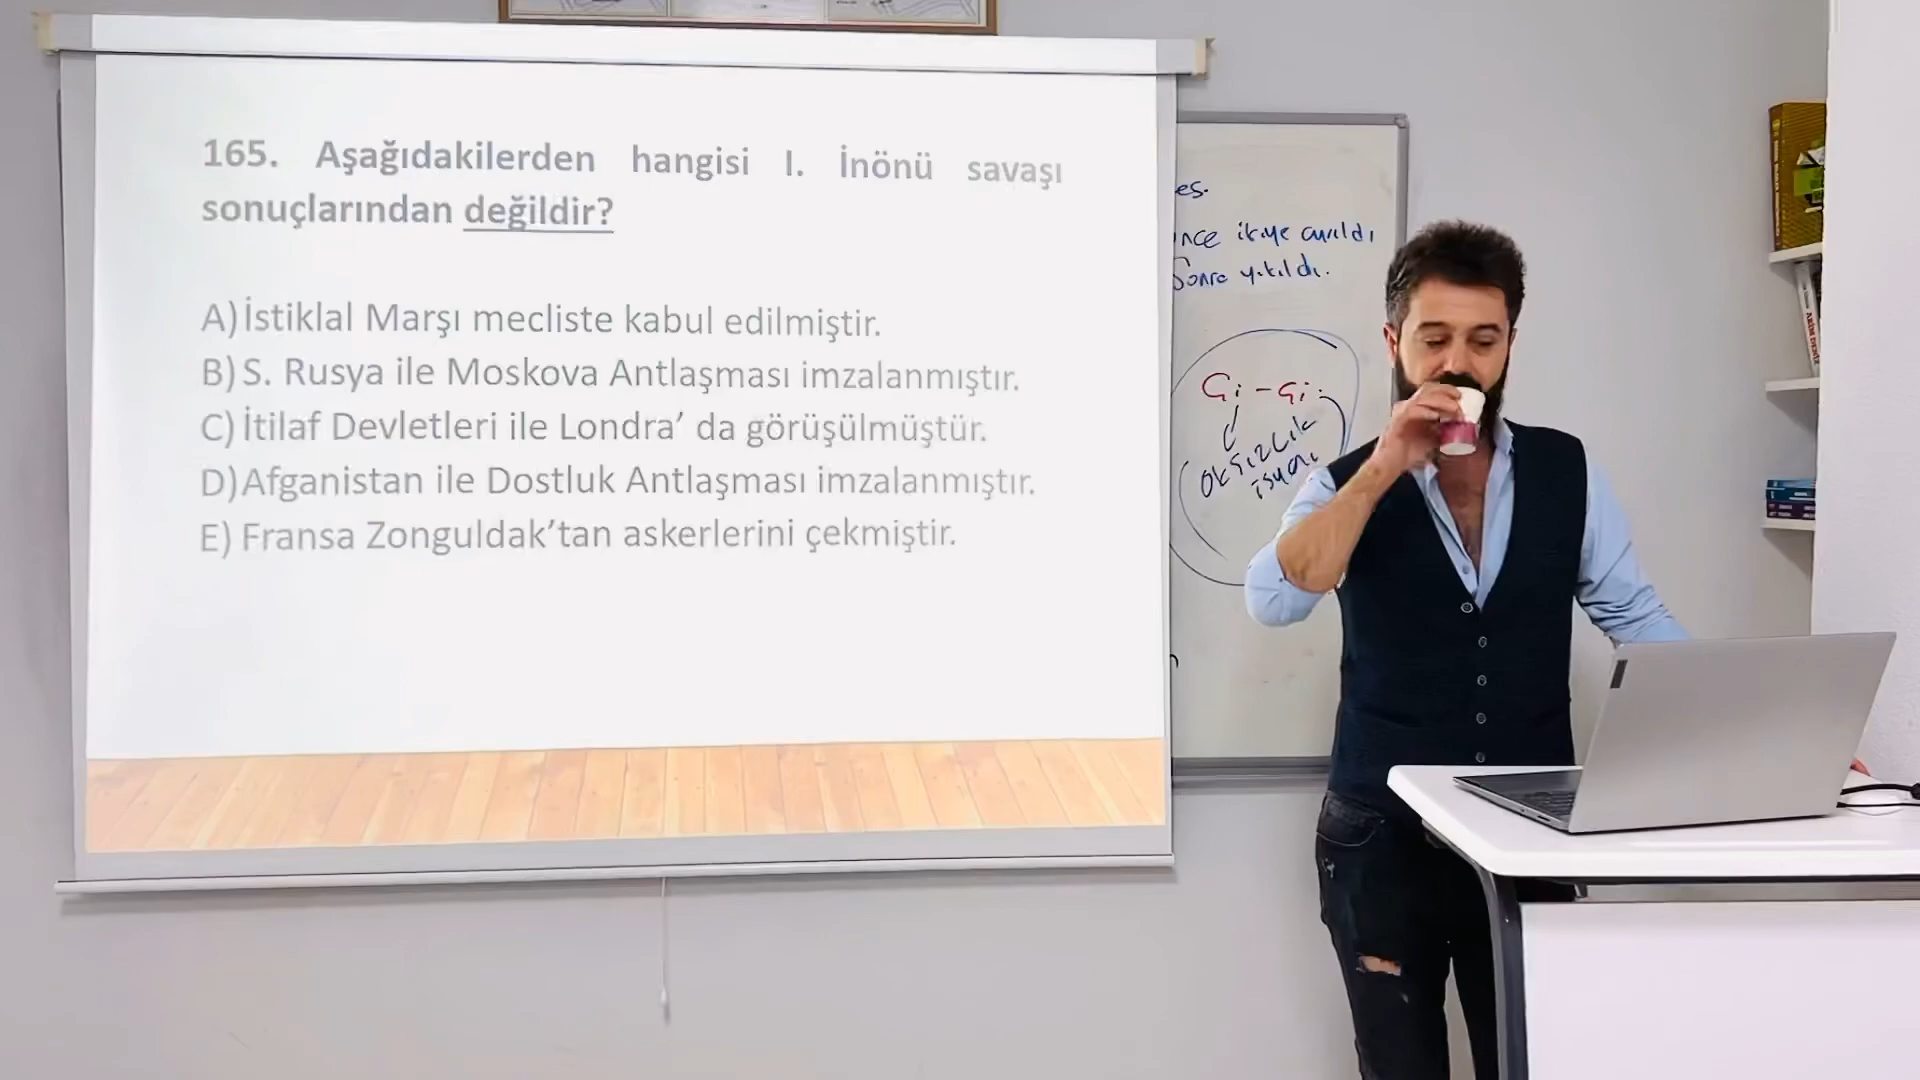 165. Aşağıdakilerden hangisi I. İnönü savaşı
sonuçlarından değildir?
A) İstiklal Marşı mecliste kabul edilmiştir.
B) S. Rusya ile Moskova Antlaşması imzalanmıştır.
C) İtilaf Devletleri ile Londra’ da görüşülmüştür.
D) Afganistan ile Dostluk Antlaşması imzalanmıştır.
E) Fransa Zonguldak’tan askerlerini çekmiştir.
es.
nce ikiye ayrıldı
Sonra yıkıldı.
Gi - Gi